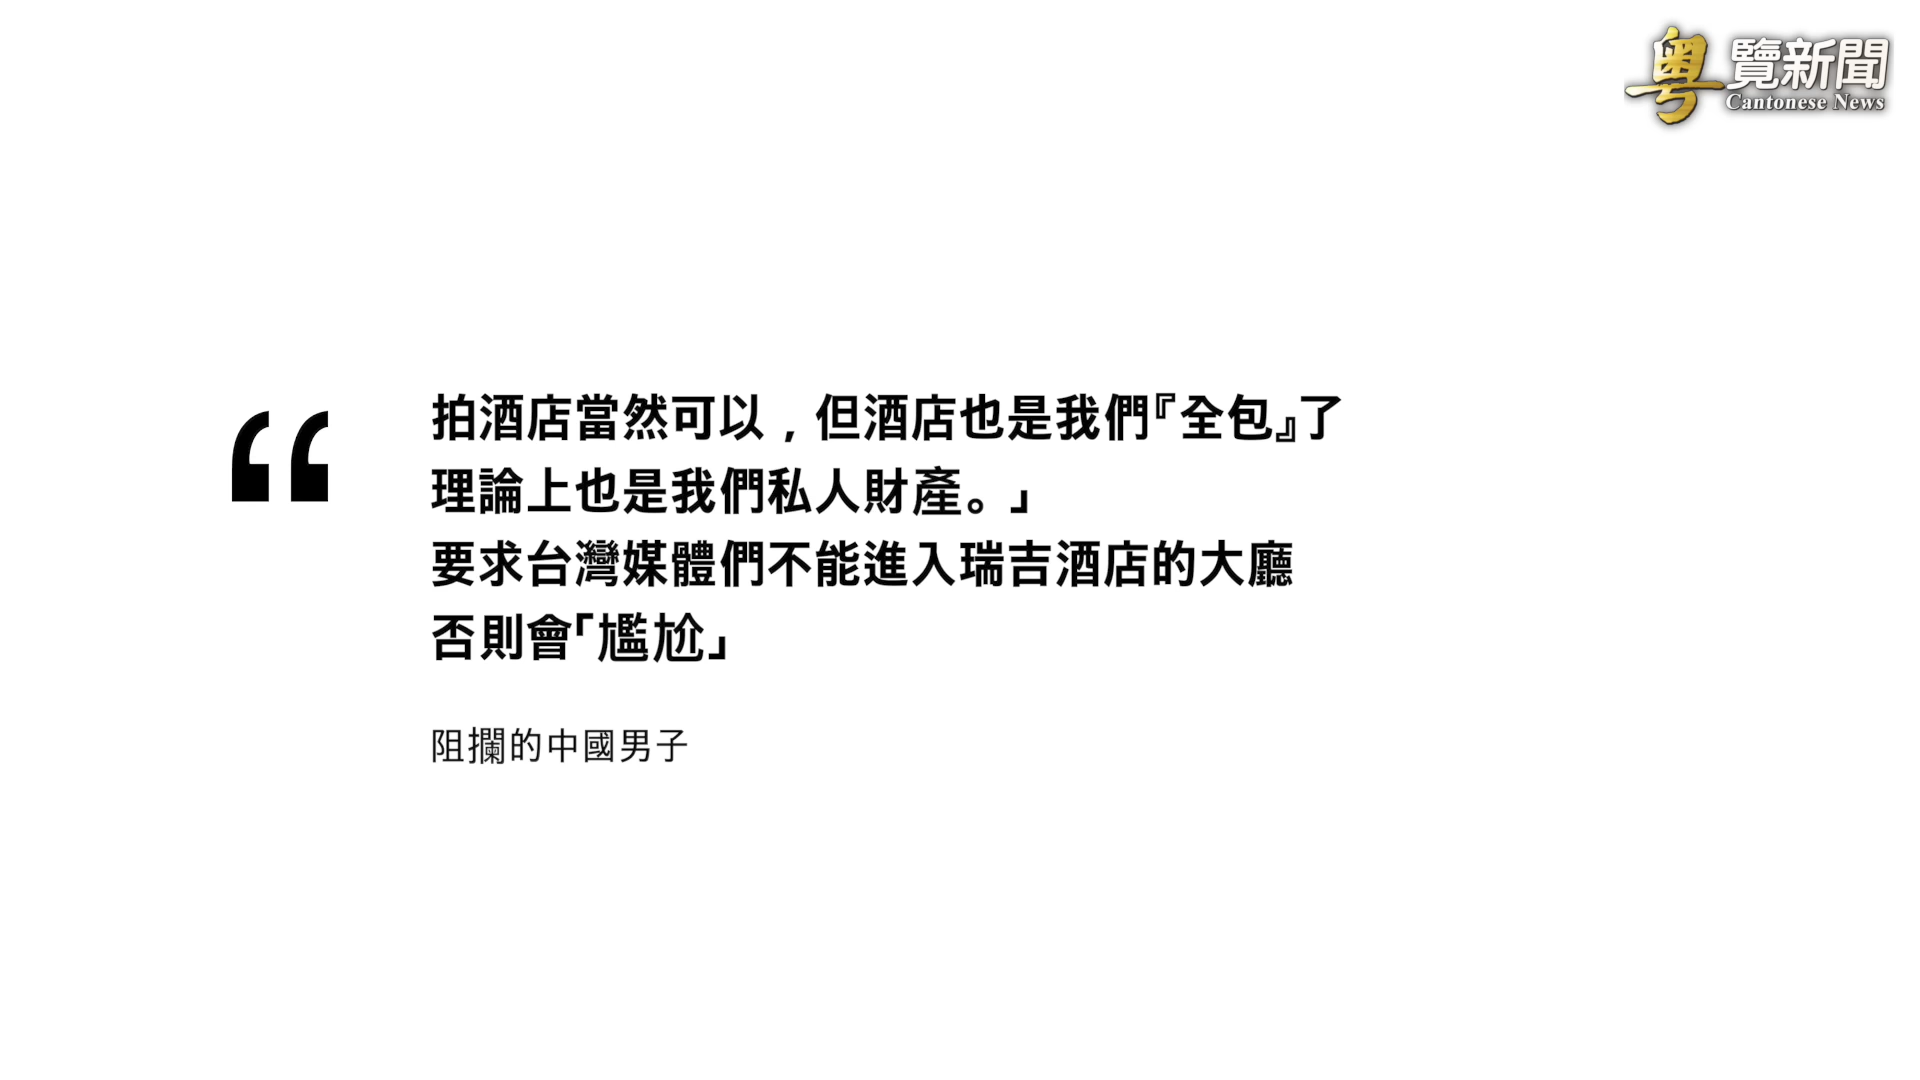 粵覽新聞
Cantonese News
拍酒店當然可以，但酒店也是我們『全包』了
理論上也是我們私人財產。」
要求台灣媒體們不能進入瑞吉酒店的大廳
否則會「尷尬」
阻攔的中國男子